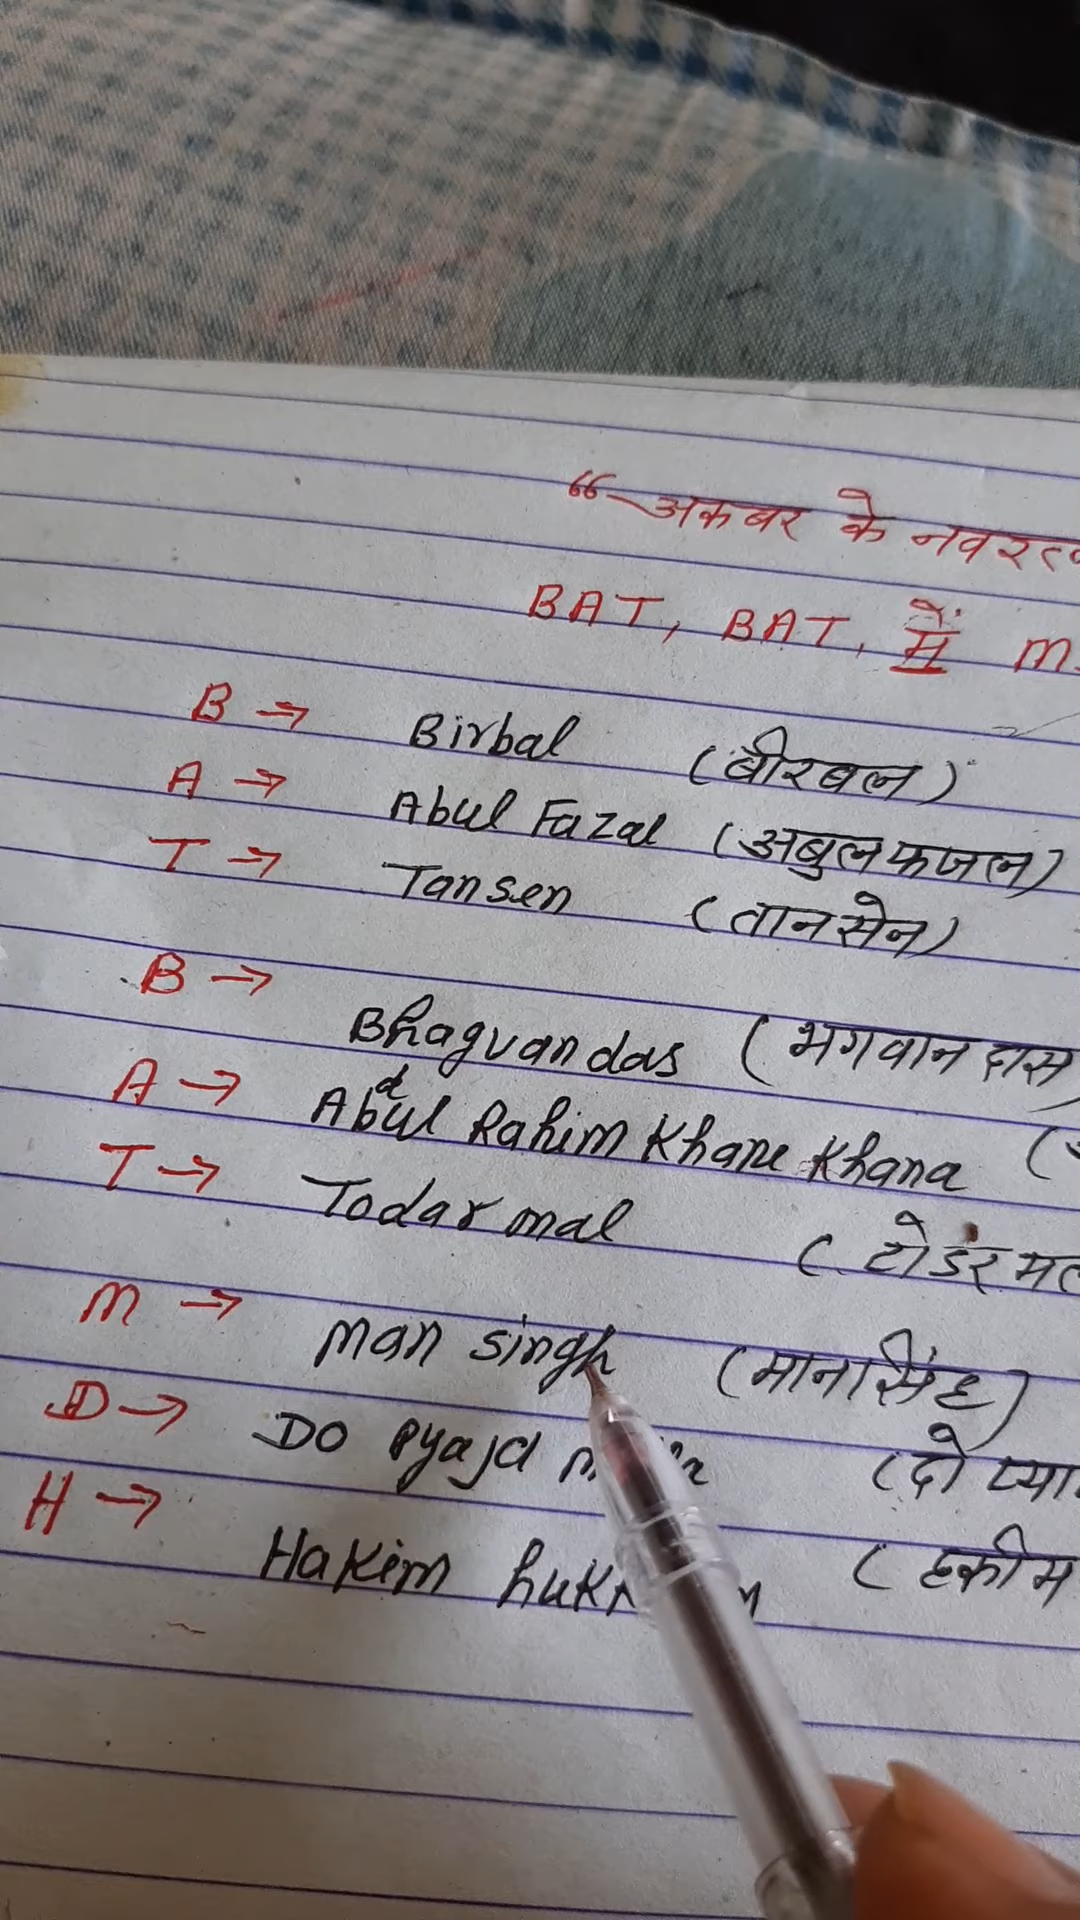 “अकबर के नवरत्न
BAT, BAT, में M
B → Birbal (बीरबल)
A → Abul Fazal (अबुल फजल)
T → Tansen (तानसेन)
B → Bhagvandas (भगवान दास)
A → Abdul Rahim Khane Khana (
T → Todarmal (टोडरमल
M → Man singh (मानसिंह)
D → Do Pyaja (दो प्या
H → Hakim (हकीम